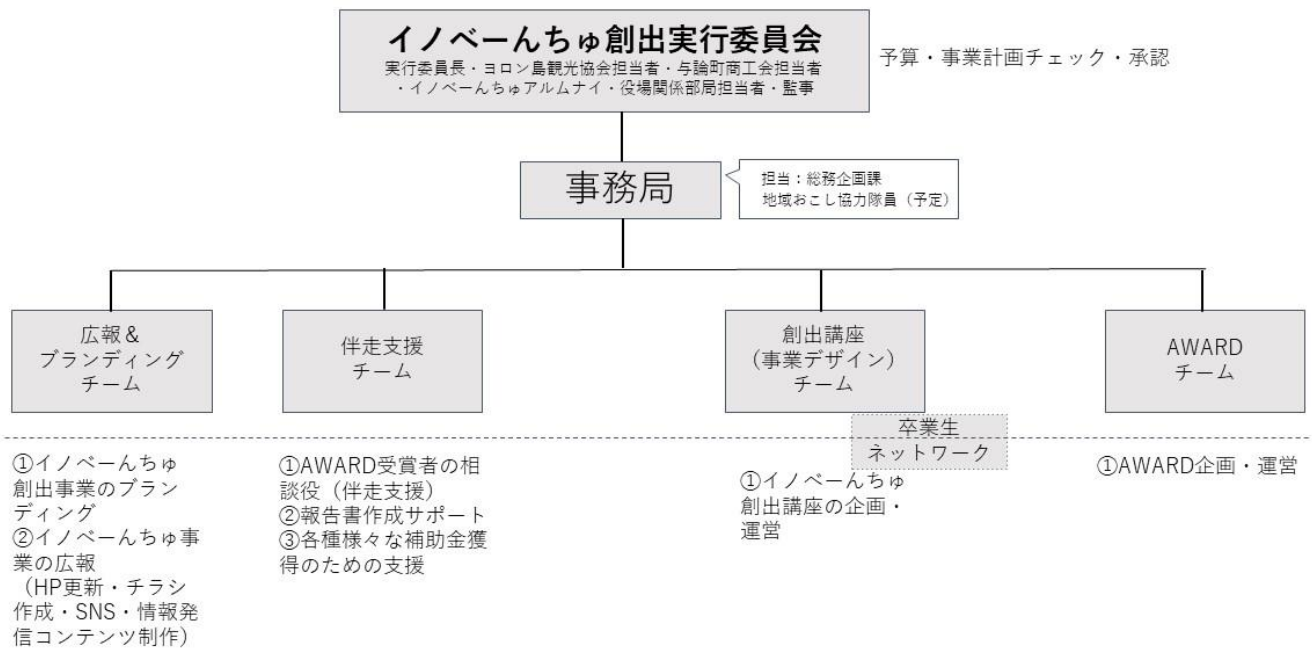 イノベーんちゅ創出実行委員会
実行委員長・ヨロン島観光協会担当者・与論町商工会担当者
・イノベーんちゅアルムナイ・役場関係部局担当者・監事
予算・事業計画チェック・承認
事務局
担当：総務企画課
地域おこし協力隊員（予定）
広報＆
ブランディング
チーム
伴走支援
チーム
創出講座
（事業デザイン）
チーム
AWARD
チーム
卒業生
ネットワーク
①イノベーんちゅ
創出事業のブラン
ディング
②イノベーんちゅ事
業の広報
（HP更新・チラシ
作成・SNS・情報発
信コンテンツ制作）
①AWARD受賞者の相
談役（伴走支援）
②報告書作成サポート
③各種様々な補助金獲
得のための支援
①イノベーんちゅ
創出講座の企画・
運営
①AWARD企画・運営